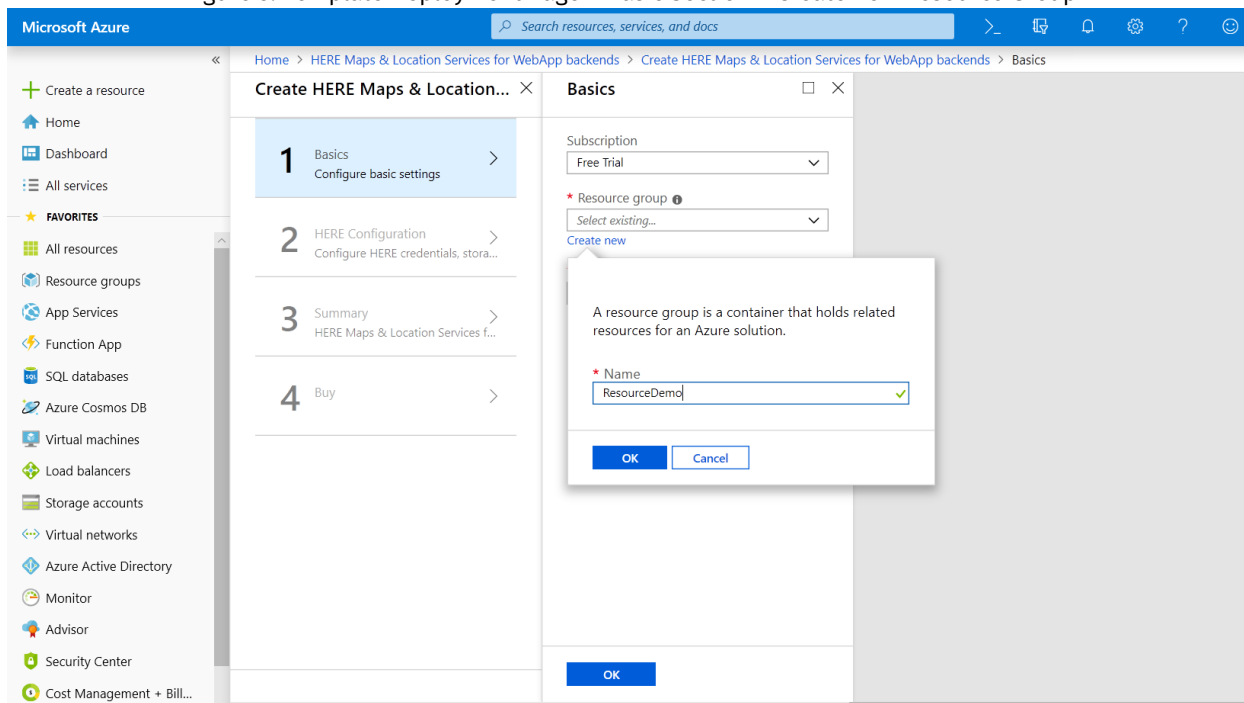 Microsoft Azure
Search resources, services, and docs
Home > HERE Maps & Location Services for WebApp backends > Create HERE Maps & Location Services for WebApp backends > Basics
Create a resource
Home
Dashboard
All services
FAVORITES
All resources
Resource groups
App Services
Function App
SQL databases
Azure Cosmos DB
Virtual machines
Load balancers
Storage accounts
Virtual networks
Azure Active Directory
Monitor
Advisor
Security Center
Cost Management + Bill...
Create HERE Maps & Location...
1 Basics
Configure basic settings
2 HERE Configuration
Configure HERE credentials, stora...
3 Summary
HERE Maps & Location Services f...
4 Buy
Basics
Subscription
Free Trial
* Resource group
Select existing...
Create new
A resource group is a container that holds related
resources for an Azure solution.
* Name
ResourceDemo
OK Cancel
OK